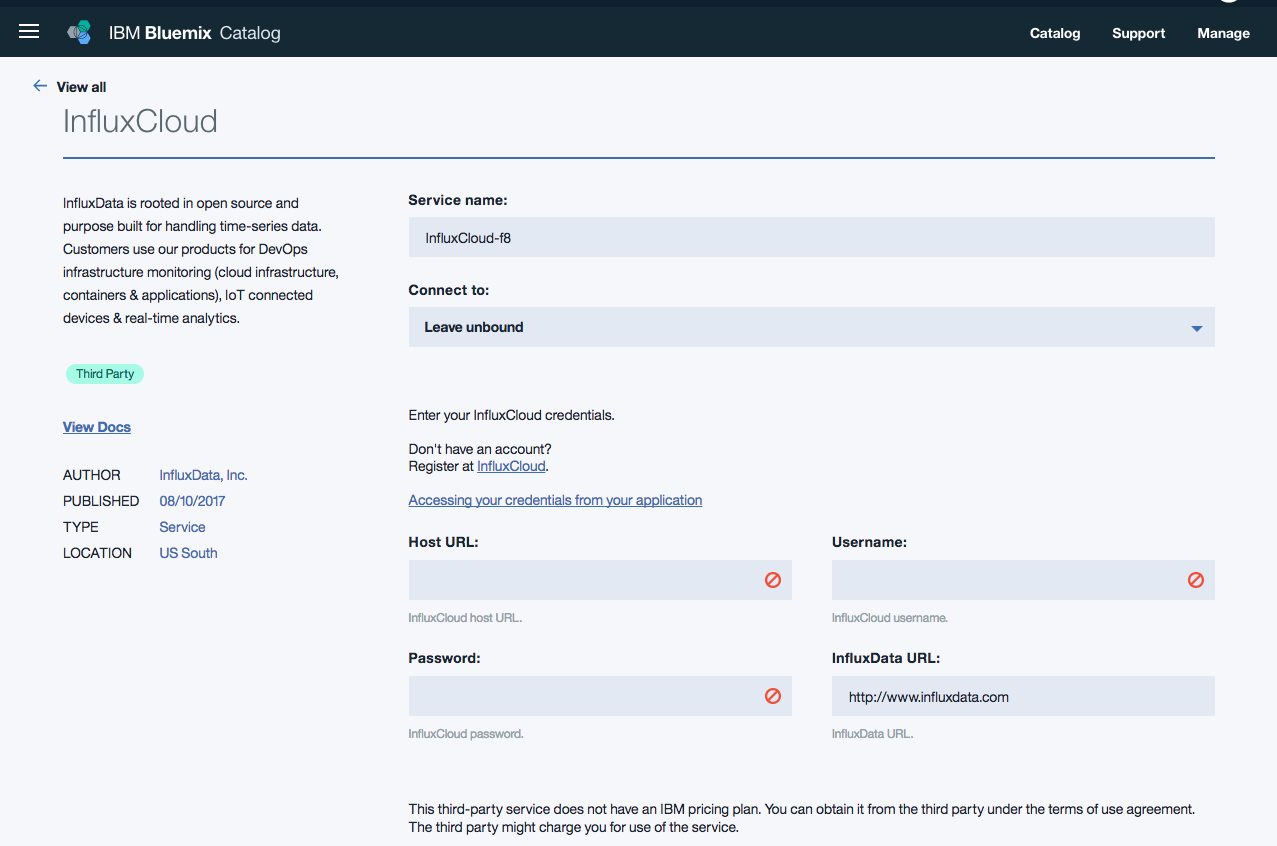 IBM Bluemix Catalog
Catalog Support Manage
View all
InfluxCloud
InfluxData is rooted in open source and
purpose built for handling time-series data.
Customers use our products for DevOps
infrastructure monitoring (cloud infrastructure,
containers & applications), IoT connected
devices & real-time analytics.
Third Party
View Docs
AUTHOR InfluxData, Inc.
PUBLISHED 08/10/2017
TYPE Service
LOCATION US South
Service name:
InfluxCloud-f8
Connect to:
Leave unbound
Enter your InfluxCloud credentials.
Don't have an account?
Register at InfluxCloud.
Accessing your credentials from your application
Host URL:
InfluxCloud host URL.
Username:
InfluxCloud username.
Password:
InfluxCloud password.
InfluxData URL:
http://www.influxdata.com
InfluxData URL.
This third-party service does not have an IBM pricing plan. You can obtain it from the third party under the terms of use agreement.
The third party might charge you for use of the service.